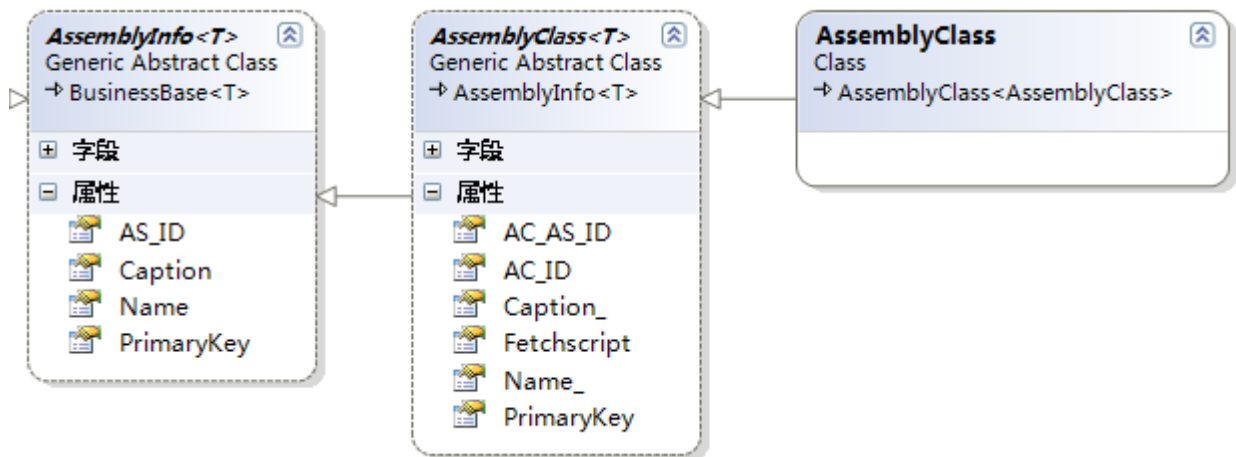 AssemblyInfo<T>
Generic Abstract Class
BusinessBase<T>
字段
属性
AS_ID
Caption
Name
PrimaryKey
AssemblyClass<T>
Generic Abstract Class
AssemblyInfo<T>
字段
属性
AC_AS_ID
AC_ID
Caption_
Fetchscript
Name_
PrimaryKey
AssemblyClass
Class
AssemblyClass<AssemblyClass>